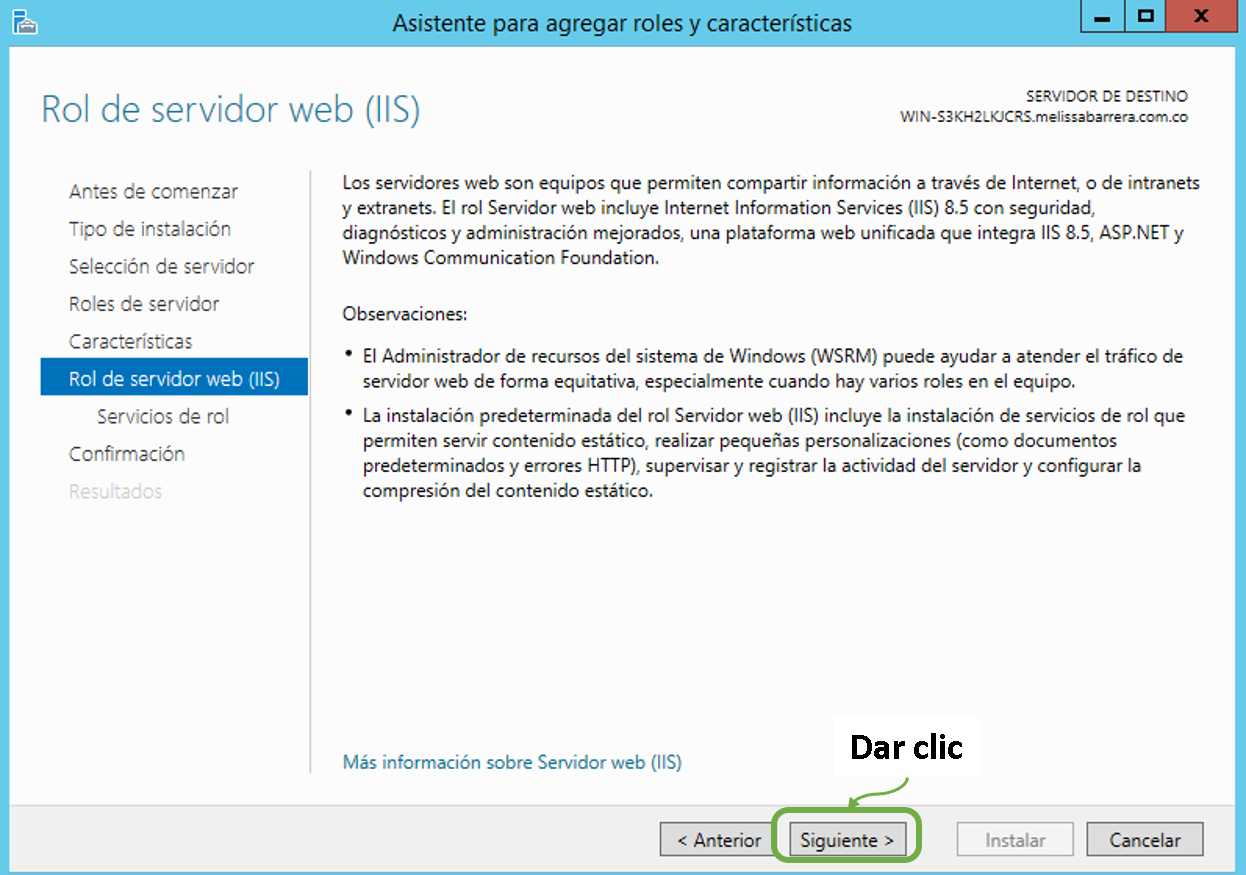 Asistente para agregar roles y características
Rol de servidor web (IIS)
SERVIDOR DE DESTINO
WIN-S3KH2LKJCRS.melissabarrera.com.co
Antes de comenzar
Tipo de instalación
Selección de servidor
Roles de servidor
Características
Rol de servidor web (IIS)
Servicios de rol
Confirmación
Resultados
Los servidores web son equipos que permiten compartir información a través de Internet, o de intranets
y extranets. El rol Servidor web incluye Internet Information Services (IIS) 8.5 con seguridad,
diagnósticos y administración mejorados, una plataforma web unificada que integra IIS 8.5, ASP.NET y
Windows Communication Foundation.
Observaciones:
• El Administrador de recursos del sistema de Windows (WSRM) puede ayudar a atender el tráfico de
servidor web de forma equitativa, especialmente cuando hay varios roles en el equipo.
• La instalación predeterminada del rol Servidor web (IIS) incluye la instalación de servicios de rol que
permiten servir contenido estático, realizar pequeñas personalizaciones (como documentos
predeterminados y errores HTTP), supervisar y registrar la actividad del servidor y configurar la
compresión del contenido estático.
Más información sobre Servidor web (IIS)
Dar clic
< Anterior
Siguiente >
Instalar
Cancelar